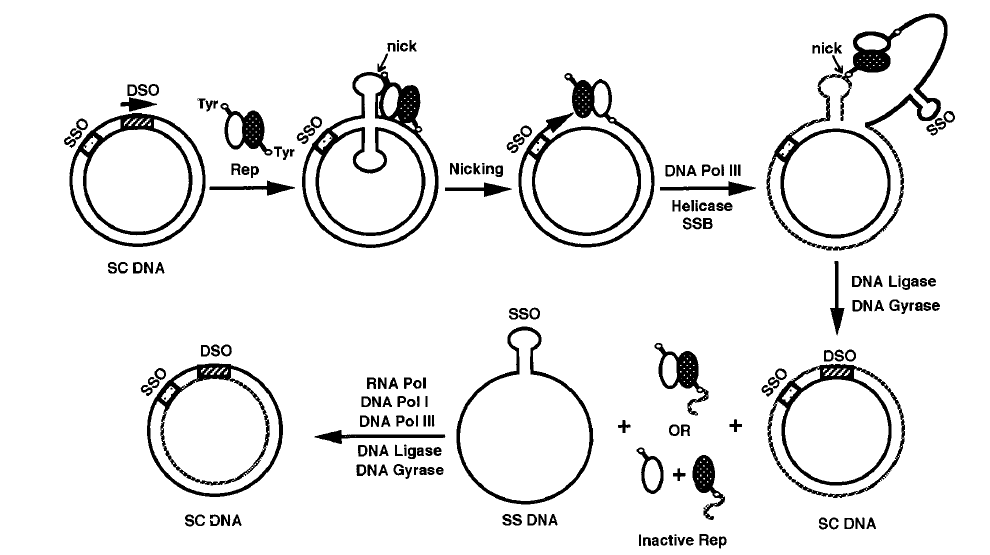 DSO
SSO
SC DNA
Tyr
Tyr
Rep
nick
SSO
Nicking
SSO
DNA Pol III
Helicase
SSB
nick
SSO
DNA Ligase
DNA Gyrase
DSO
SSO
SC DNA
RNA Pol
DNA Pol I
DNA Pol III
DNA Ligase
DNA Gyrase
SSO
SS DNA
+
OR
+
Inactive Rep
+
DSO
SSO
SC DNA